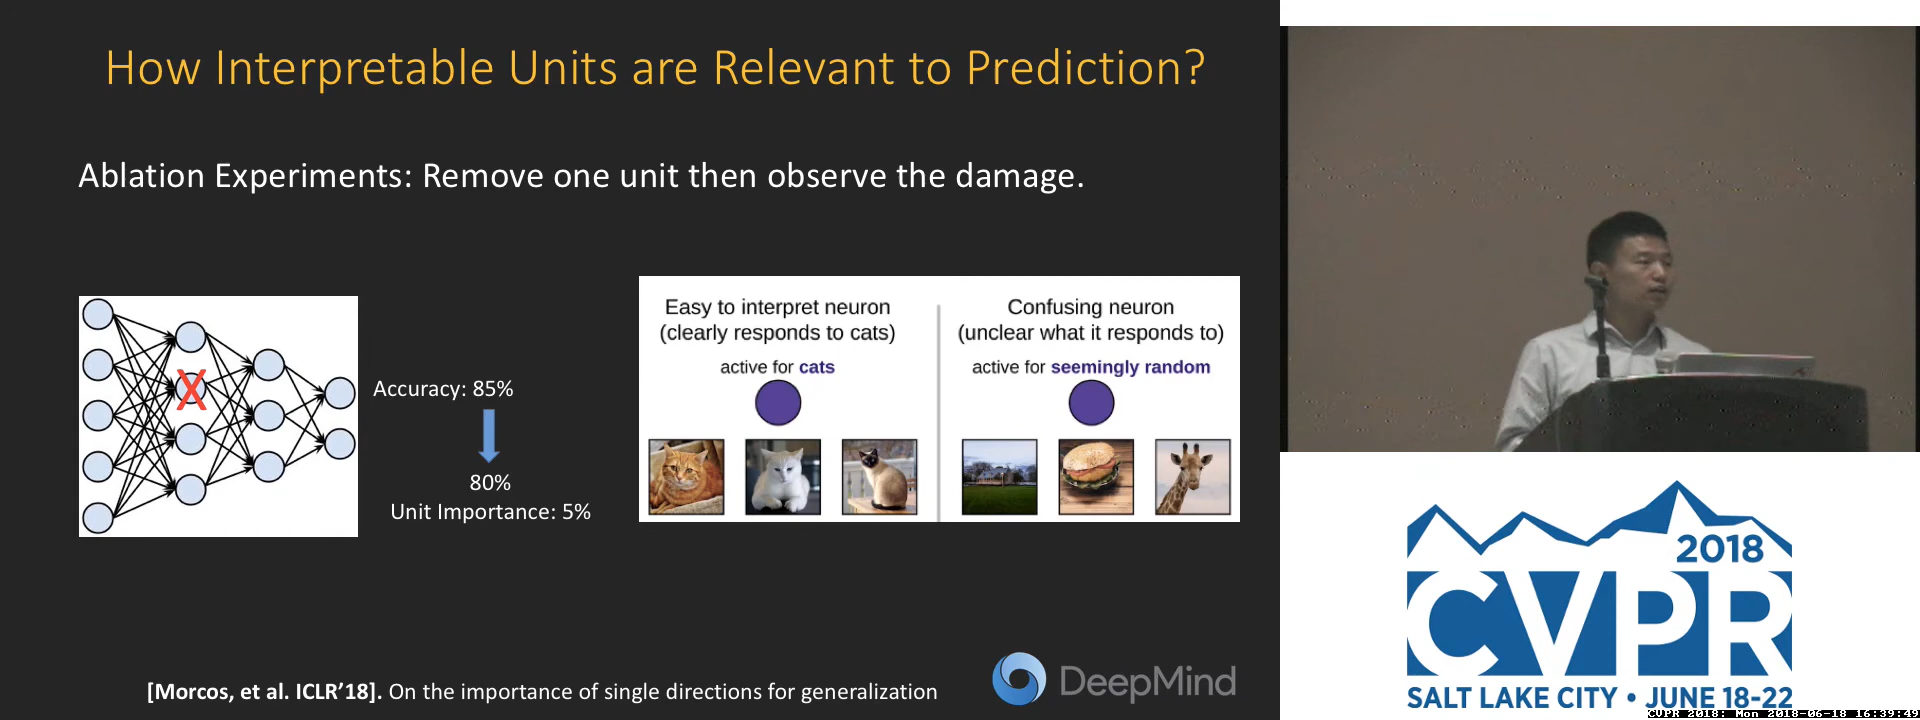 How Interpretable Units are Relevant to Prediction?
Ablation Experiments: Remove one unit then observe the damage.
X
Accuracy: 85%
80%
Unit Importance: 5%
Easy to interpret neuron
(clearly responds to cats)
active for cats
Confusing neuron
(unclear what it responds to)
active for seemingly random
[Morcos, et al. ICLR'18]. On the importance of single directions for generalization
DeepMind
2018
CVPR
SALT LAKE CITY • JUNE 18-22
CVPR 2018: Mon 2018-06-18 16:39:49